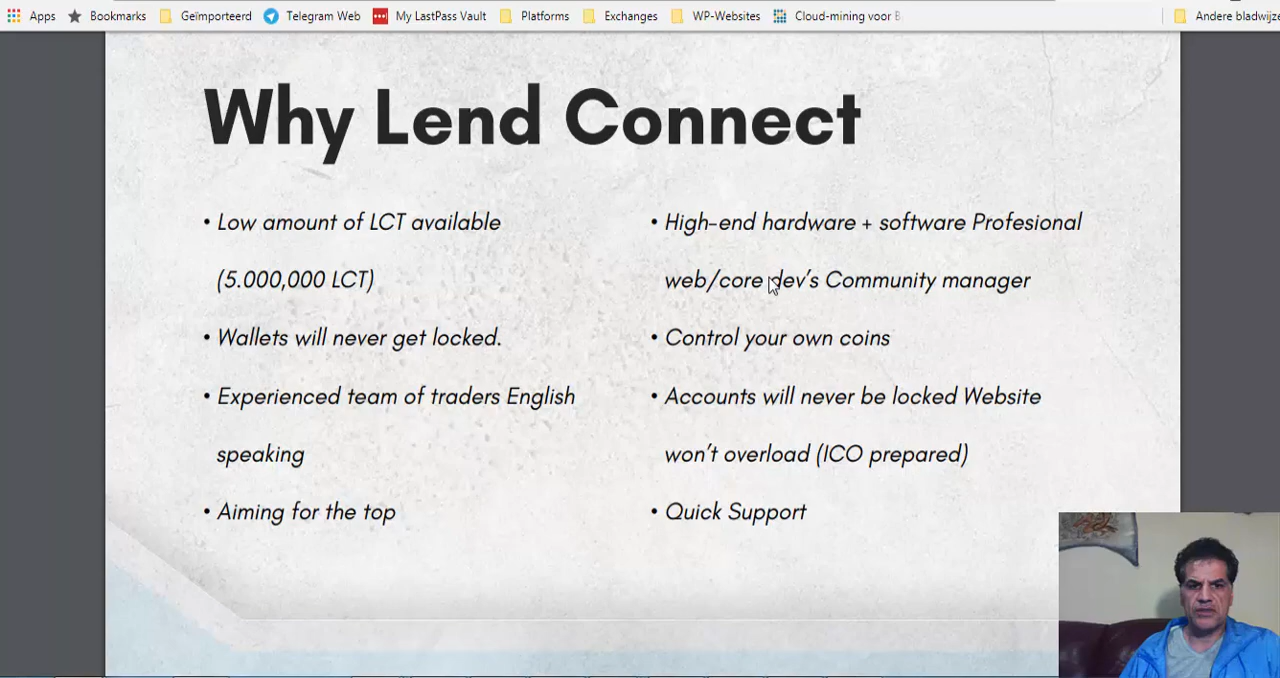 Apps
Bookmarks
Geïmporteerd
Telegram Web
My LastPass Vault
Platforms
Exchanges
WP-Websites
Cloud-mining voor B
Andere bladwijze
Why Lend Connect
• Low amount of LCT available
(5.000,000 LCT)
• Wallets will never get locked.
• Experienced team of traders English
speaking
• Aiming for the top
• High-end hardware + software Profesional
web/core dev's Community manager
• Control your own coins
• Accounts will never be locked Website
won't overload (ICO prepared)
• Quick Support